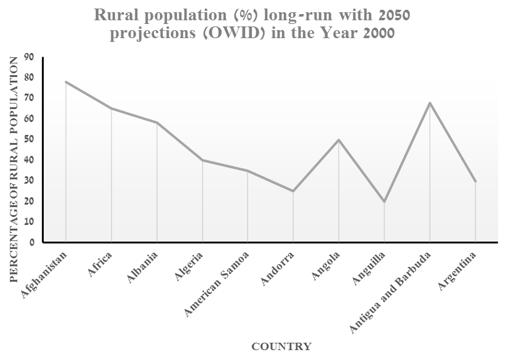 Rural population (%) long-run with 2050
projections (OWID) in the Year 2000
PERCENTAGE OF RURAL POPULATION
90
80
70
60
50
40
30
20
10
0
Afghanistan
Africa
Albania
Algeria
American Samoa
Andorra
Angola
Anguilla
Antigua and Barbuda
Argentina
COUNTRY